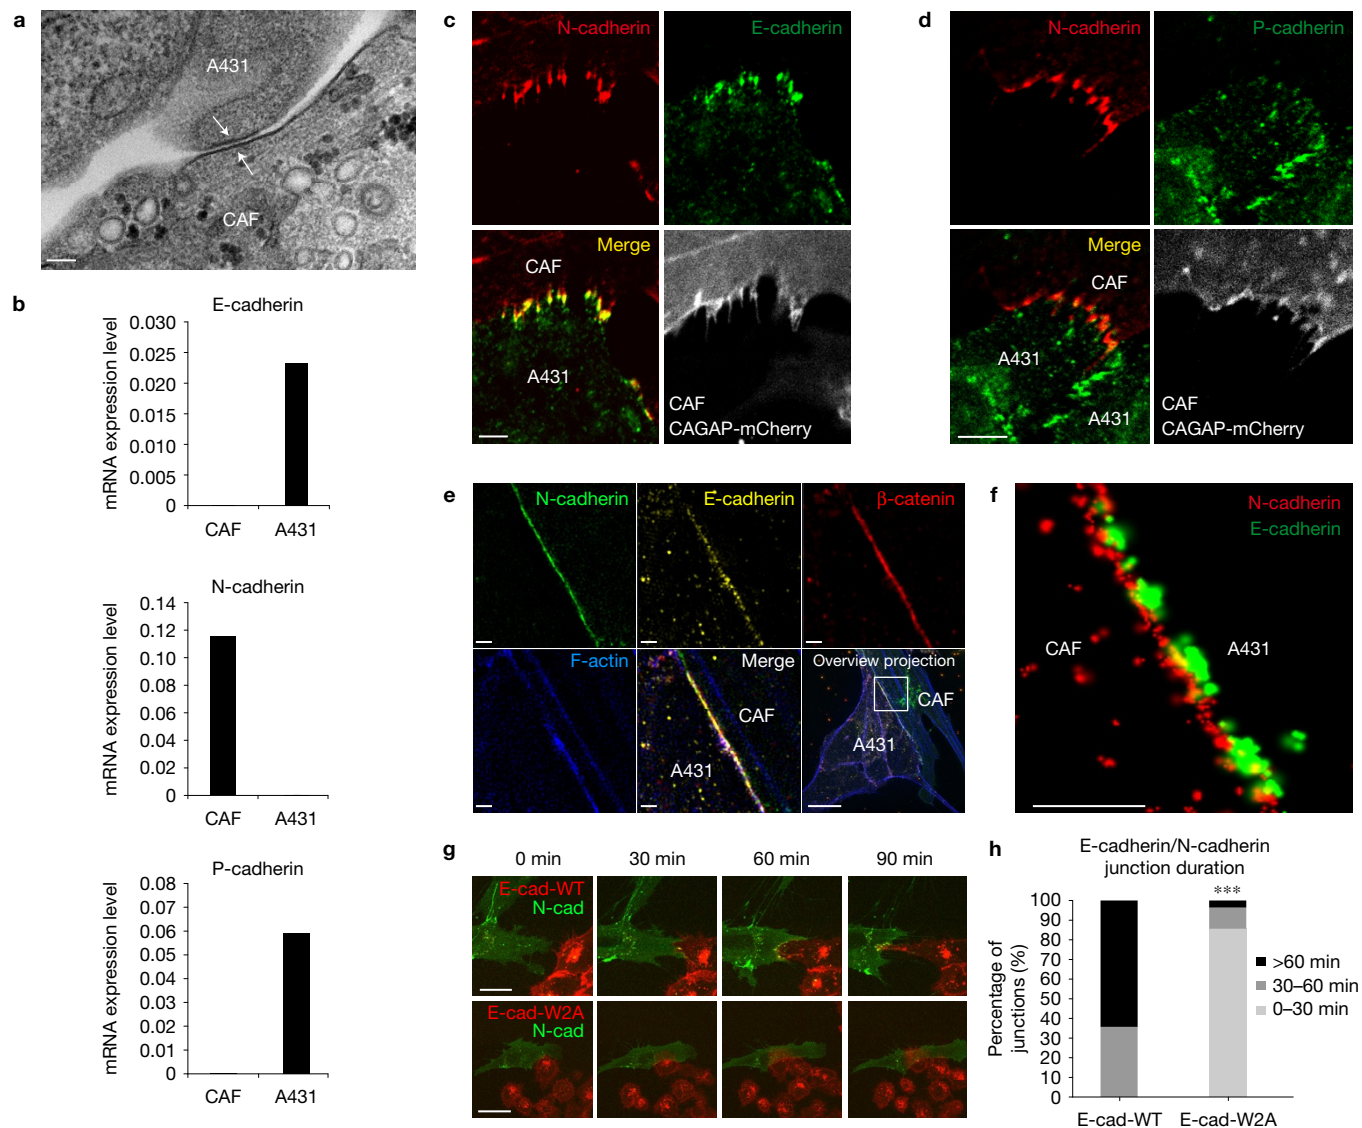 a
A431
CAF
b
E-cadherin
mRNA expression level
0.030
0.025
0.020
0.015
0.010
0.005
0
CAF A431
N-cadherin
mRNA expression level
0.14
0.12
0.10
0.08
0.06
0.04
0.02
0
CAF A431
P-cadherin
mRNA expression level
0.08
0.07
0.06
0.05
0.04
0.03
0.02
0.01
0
CAF A431
c
N-cadherin
E-cadherin
Merge
CAF
A431
CAF
CAGAP-mCherry
d
N-cadherin
P-cadherin
Merge
CAF
A431
A431
CAF
CAGAP-mCherry
e
N-cadherin
E-cadherin
β-catenin
F-actin
Merge
CAF
A431
Overview projection
CAF
A431
f
N-cadherin
E-cadherin
CAF
A431
g
0 min 30 min 60 min 90 min
E-cad-WT
N-cad
E-cad-W2A
N-cad
h
E-cadherin/N-cadherin
junction duration
***
Percentage of
junctions (%)
100
90
80
70
60
50
40
30
20
10
0
E-cad-WT E-cad-W2A
>60 min
30–60 min
0–30 min